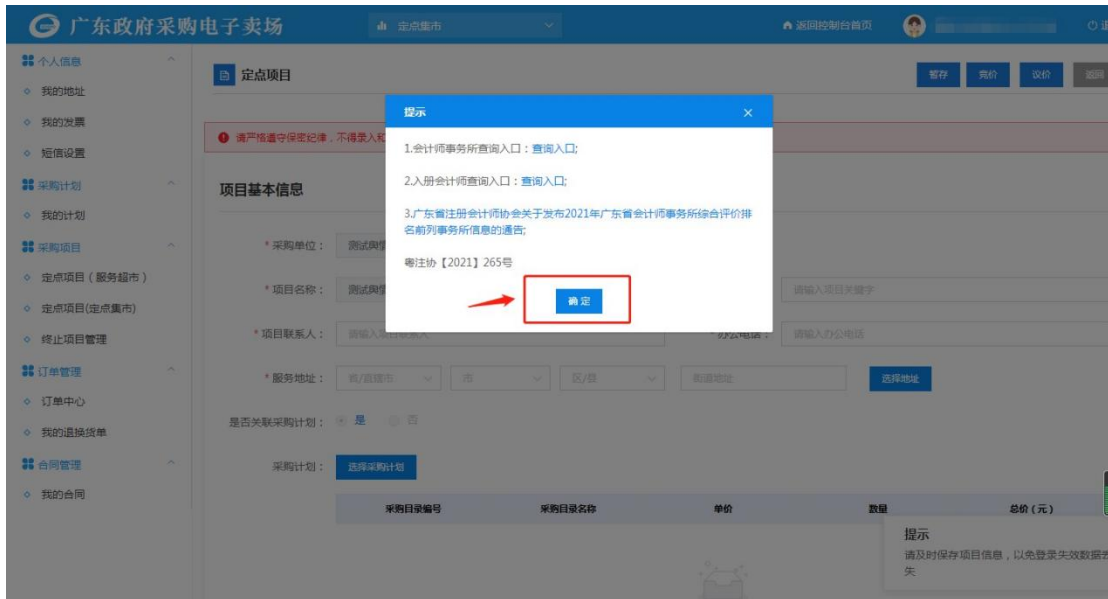 广东政府采购电子卖场
定点集市
返回控制台首页
个人信息
我的地址
我的发票
短信设置
采购计划
我的计划
采购项目
定点项目（服务超市）
定点项目(定点集市)
终止项目管理
订单管理
订单中心
我的退换货单
合同管理
我的合同
定点项目
暂存 竞价 议价 返回
请严格遵守保密纪律，不得录入和
提示
1.会计师事务所查询入口：查询入口;
2.入册会计师查询入口：查询入口;
3.广东省注册会计师协会关于发布2021年广东省会计师事务所综合评价排
名前列事务所信息的通告;
粤注协【2021】265号
确定
项目基本信息
* 采购单位：
* 项目名称： 请输入项目关键字
* 项目联系人： 请输入项目联系人 * 办公电话： 请输入办公电话
* 服务地址： 省/直辖市 市 区/县 街道地址 选择地址
是否关联采购计划： 是 否
采购计划： 选择采购计划
采购目录编号 采购目录名称 单价 数量 总价（元）
提示
请及时保存项目信息，以免登录失效数据丢
失